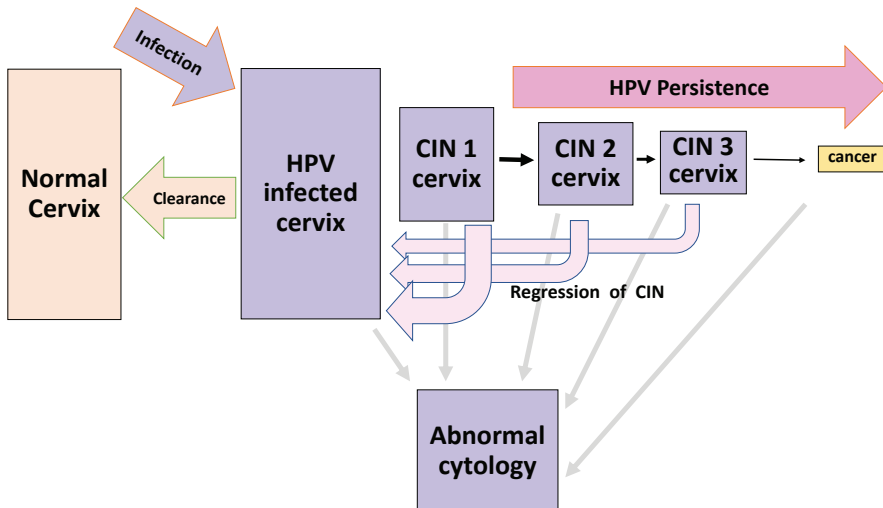 Infection
HPV Persistence
Normal
Cervix
Clearance
HPV
infected
cervix
CIN 1
cervix
CIN 2
cervix
CIN 3
cervix
cancer
Regression of CIN
Abnormal
cytology